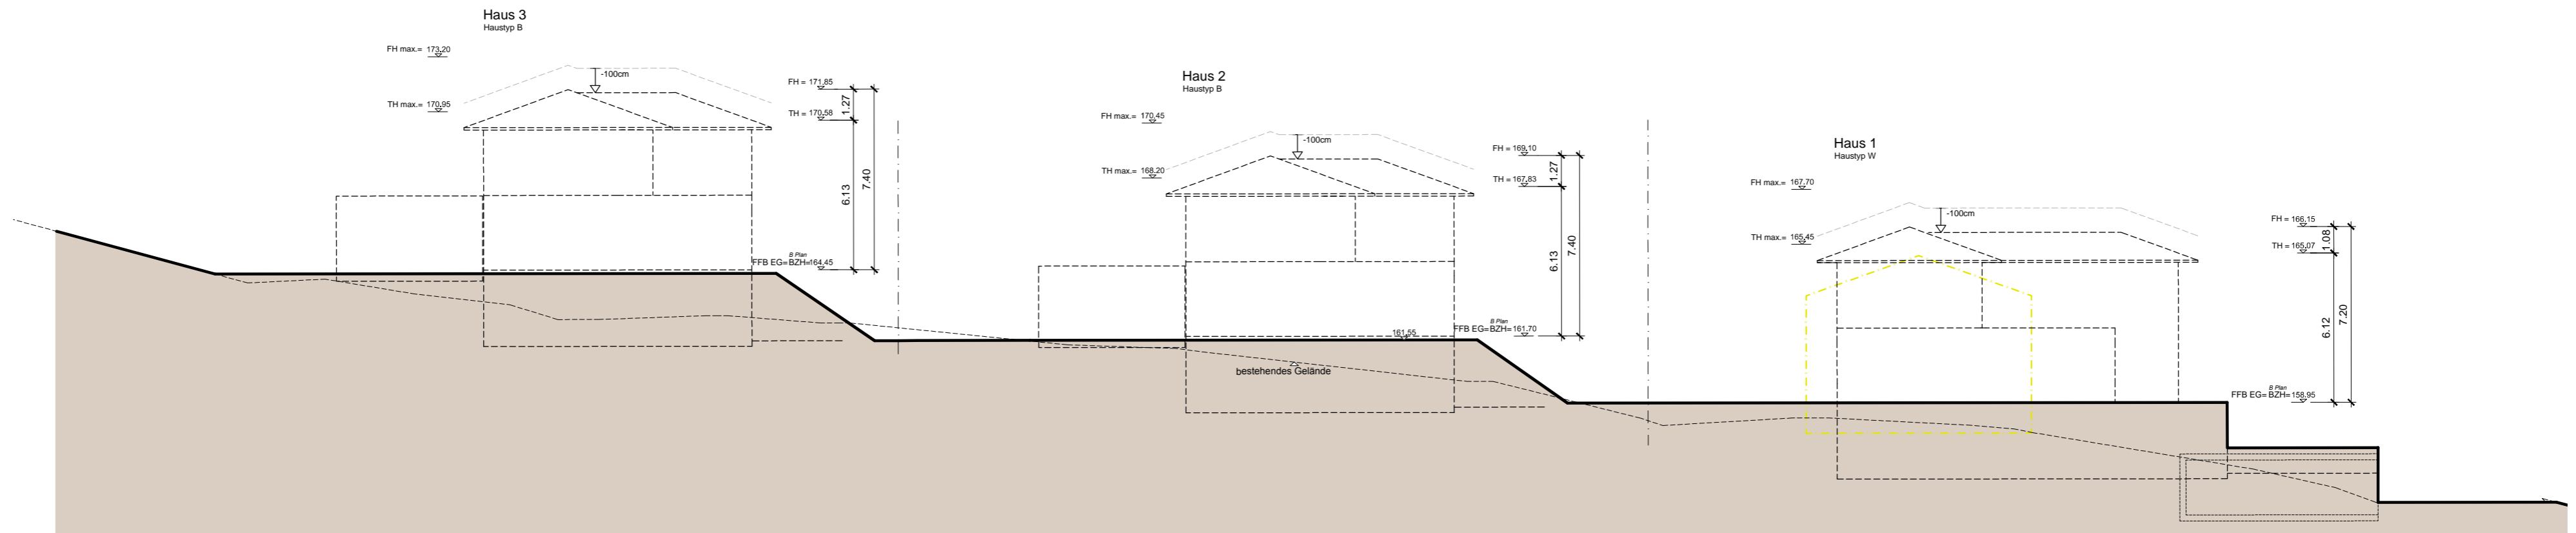 Haus 3
Haustyp B
FH max.= 173,20
-100cm
FH = 171,85
TH max.= 170,95
TH = 170,58
1.27
6.13
7.40
B Plan
FFB EG=BZH=164,45
Haus 2
Haustyp B
FH max.= 170,45
-100cm
FH = 169,10
TH max.= 168,20
TH = 167,83
1.27
6.13
7.40
161,55
B Plan
FFB EG=BZH=161,70
bestehendes Gelände
Haus 1
Haustyp W
FH max.= 167,70
-100cm
FH = 166,15
TH max.= 165,45
TH = 165,07
1.08
6.12
7.20
B Plan
FFB EG=BZH=158,95